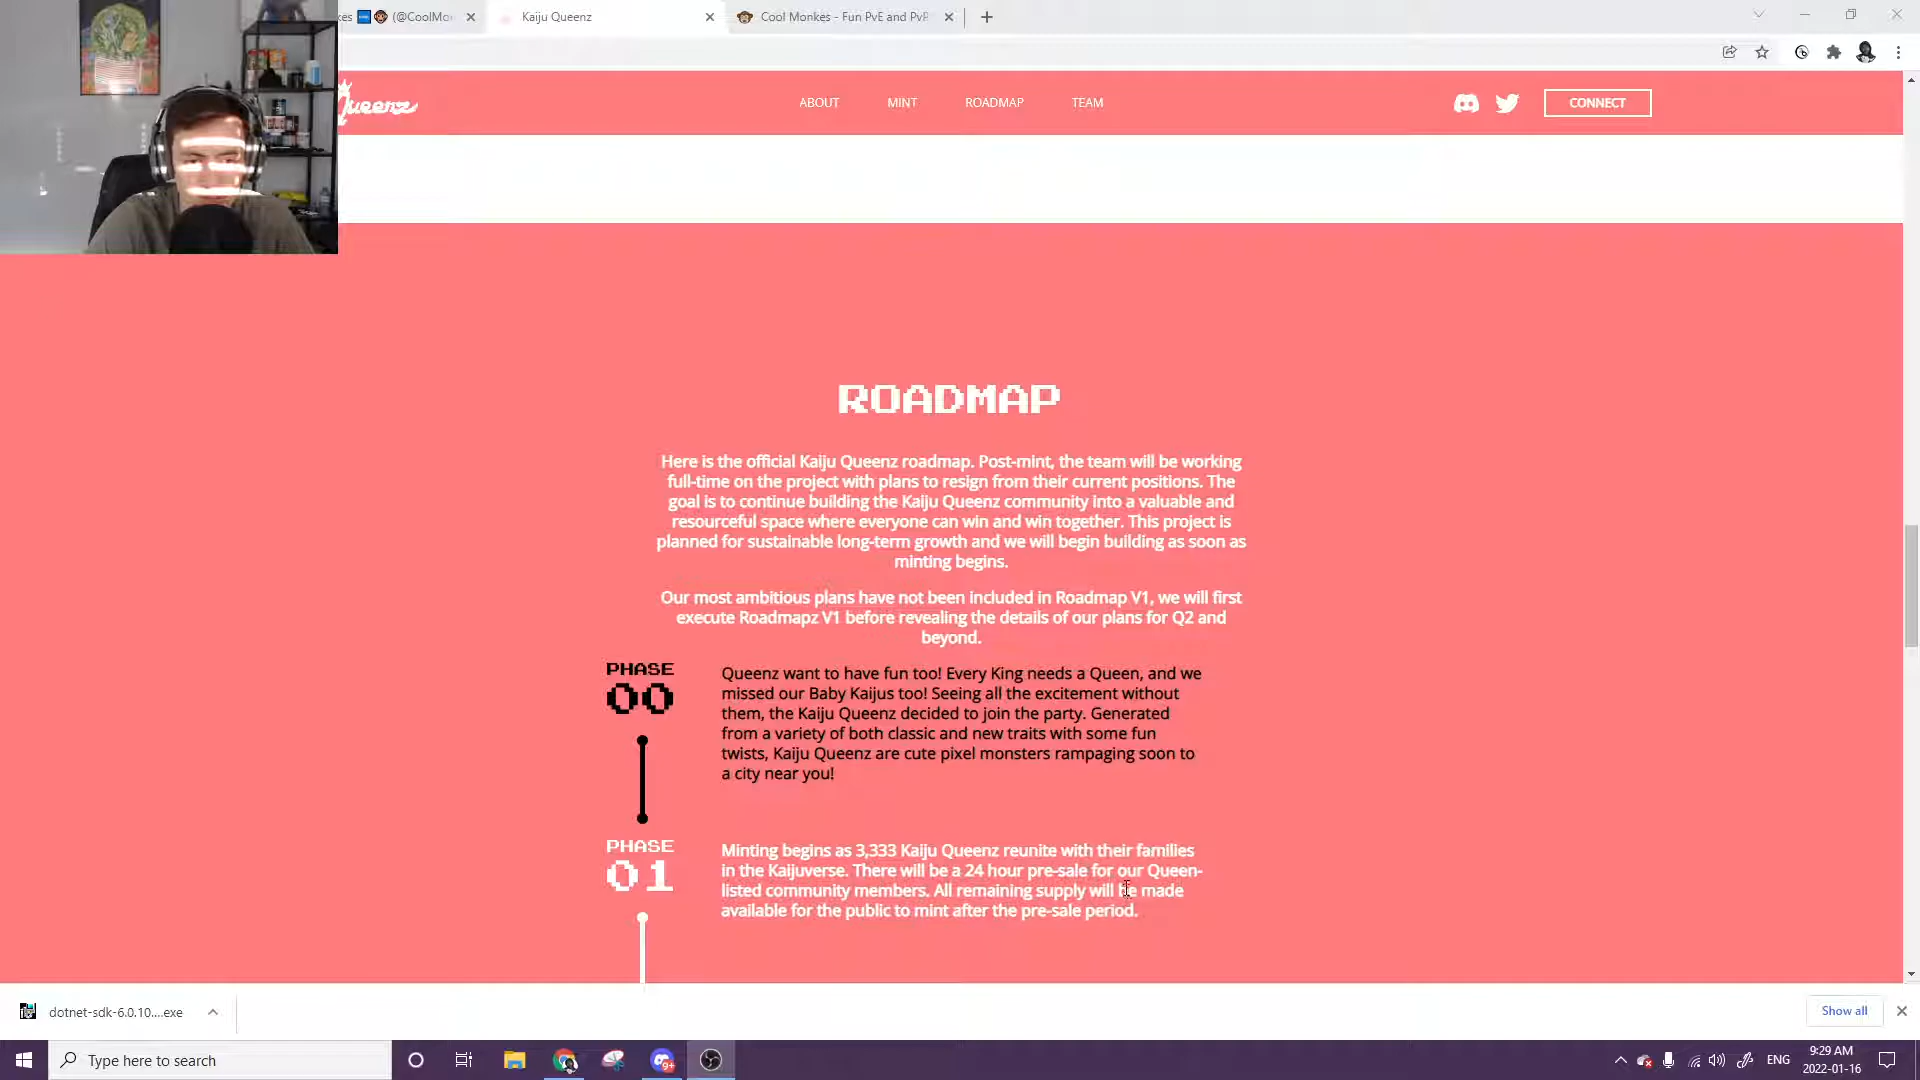 kes (@CoolMo
Kaiju Queenz
Cool Monkes - Fun PvE and PvP
Queenz
ABOUT
MINT
ROADMAP
TEAM
CONNECT
ROADMAP
Here is the official Kaiju Queenz roadmap. Post-mint, the team will be working
full-time on the project with plans to resign from their current positions. The
goal is to continue building the Kaiju Queenz community into a valuable and
resourceful space where everyone can win and win together. This project is
planned for sustainable long-term growth and we will begin building as soon as
minting begins.
Our most ambitious plans have not been included in Roadmap V1, we will first
execute Roadmapz V1 before revealing the details of our plans for Q2 and
beyond.
PHASE
00
Queenz want to have fun too! Every King needs a Queen, and we
missed our Baby Kaijus too! Seeing all the excitement without
them, the Kaiju Queenz decided to join the party. Generated
from a variety of both classic and new traits with some fun
twists, Kaiju Queenz are cute pixel monsters rampaging soon to
a city near you!
PHASE
01
Minting begins as 3,333 Kaiju Queenz reunite with their families
in the Kaijuverse. There will be a 24 hour pre-sale for our Queen-
listed community members. All remaining supply will be made
available for the public to mint after the pre-sale period.
dotnet-sdk-6.0.10....exe
Show all
Type here to search
9+
ENG
9:29 AM
2022-01-16